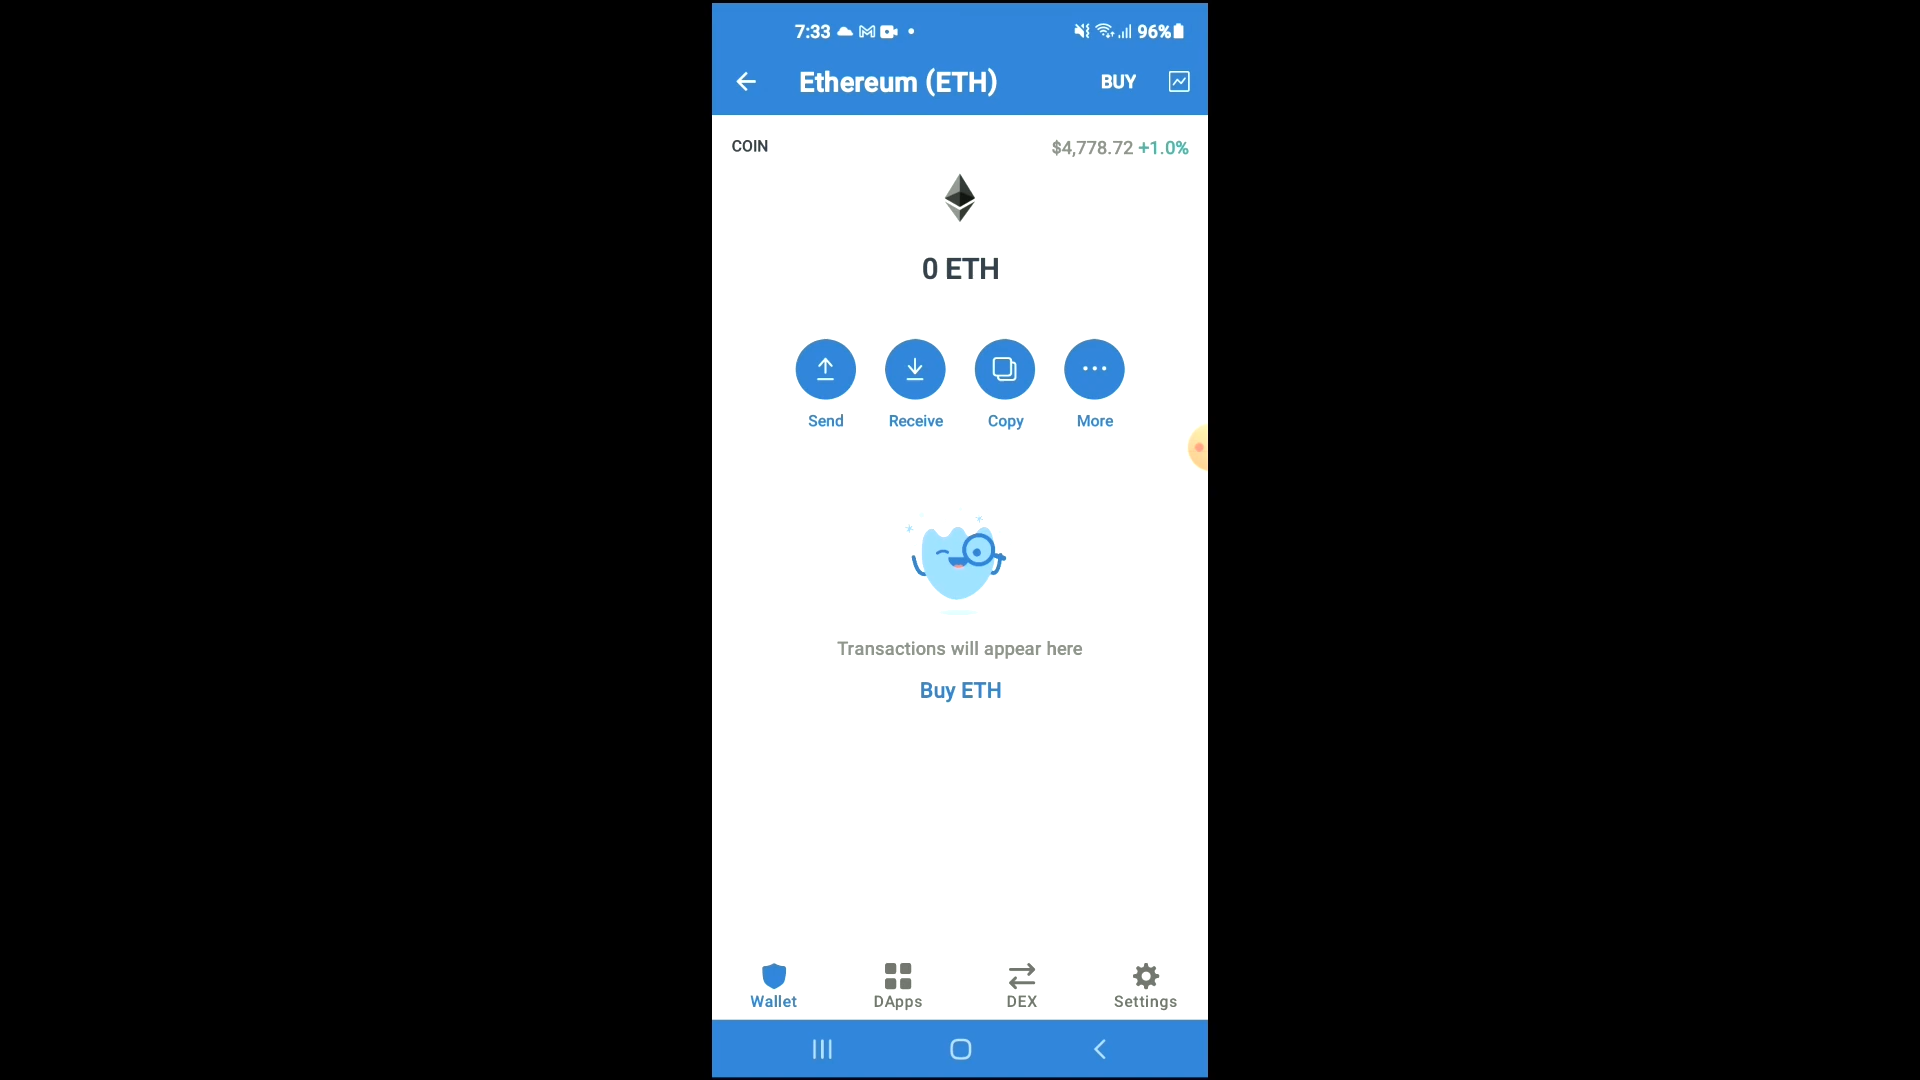 7:33 96%
Ethereum (ETH) BUY
COIN $4,778.72 +1.0%
0 ETH
Send Receive Copy More
Transactions will appear here
Buy ETH
Wallet DApps DEX Settings